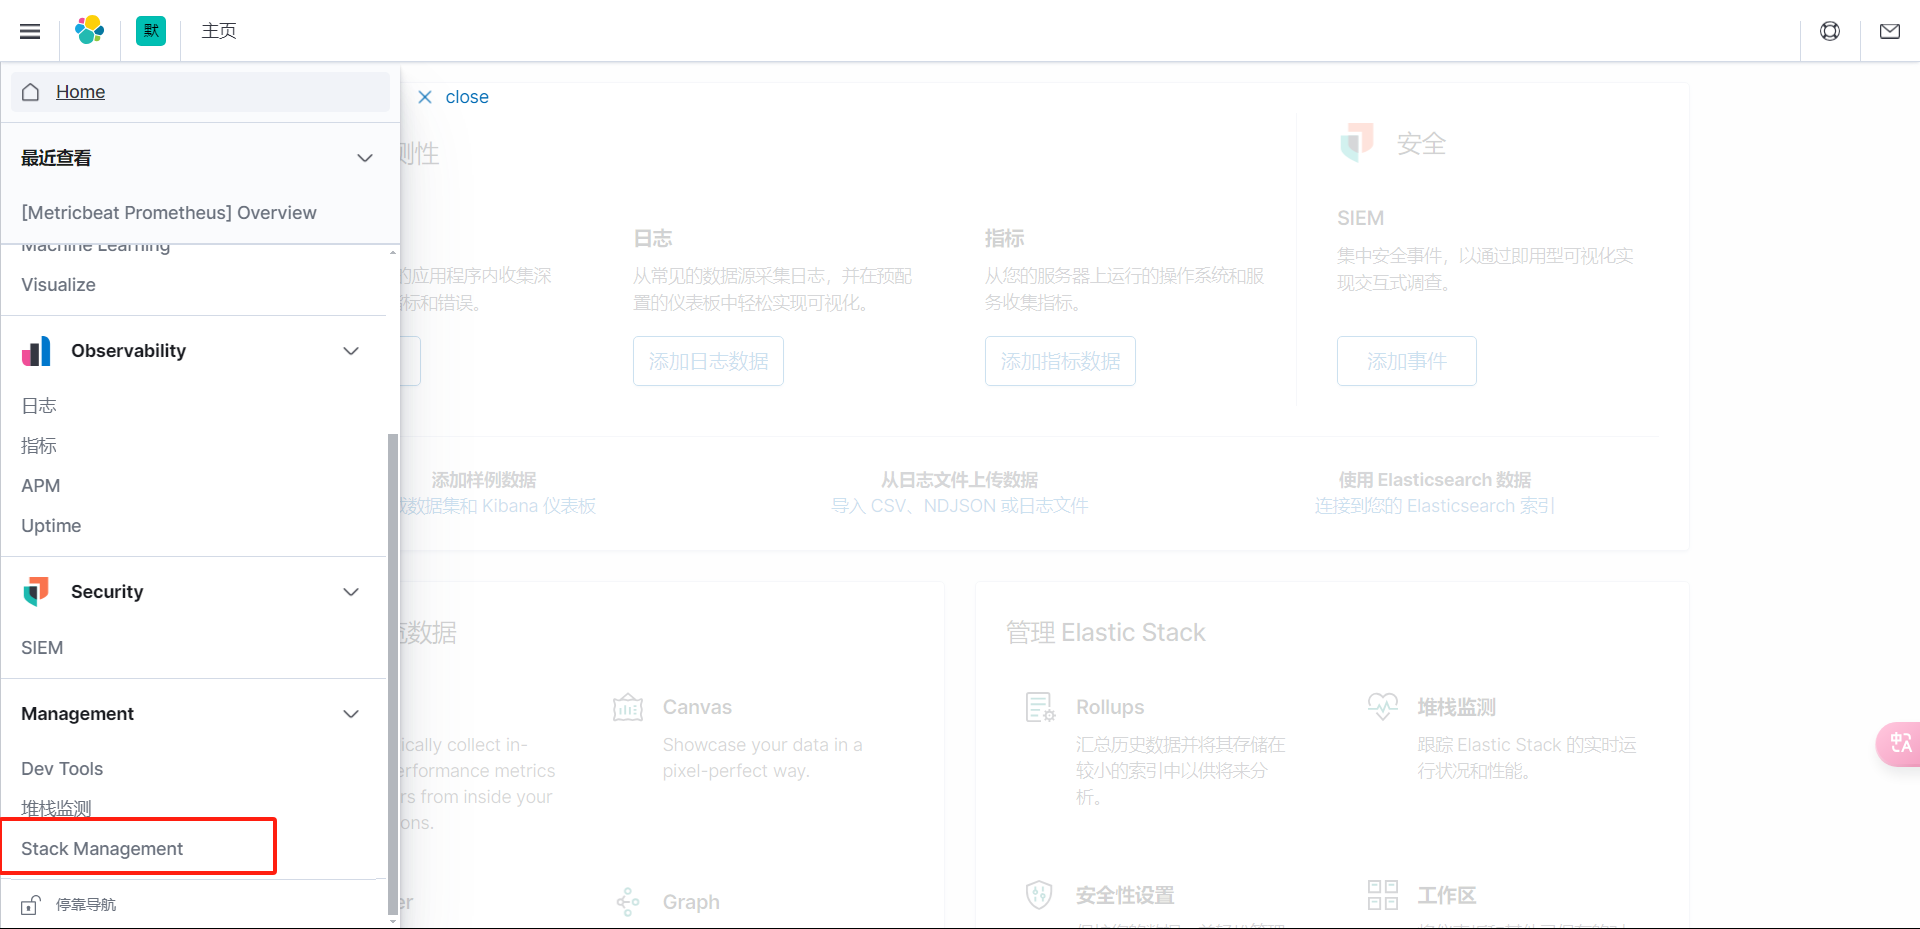 默
主页
Home
最近查看
[Metricbeat Prometheus] Overview
Machine Learning
Visualize
Observability
日志
指标
APM
Uptime
Security
SIEM
Management
Dev Tools
堆栈监测
Stack Management
停靠导航
close
测性
安全
SIEM
集中安全事件，以通过即用型可视化实
现交互式调查。
添加事件
的应用程序内收集深
指标和错误。
日志
从常见的数据源采集日志，并在预配
置的仪表板中轻松实现可视化。
添加日志数据
指标
从您的服务器上运行的操作系统和服
务收集指标。
添加指标数据
添加样例数据
数据集和 Kibana 仪表板
从日志文件上传数据
导入 CSV、NDJSON 或日志文件
使用 Elasticsearch 数据
连接到您的 Elasticsearch 索引
数据
ically collect in-
erformance metrics
rs from inside your
ons.
Canvas
Showcase your data in a
pixel-perfect way.
er
Graph
管理 Elastic Stack
Rollups
汇总历史数据并将其存储在
较小的索引中以供将来分
析。
堆栈监测
跟踪 Elastic Stack 的实时运
行状况和性能。
安全性设置
工作区